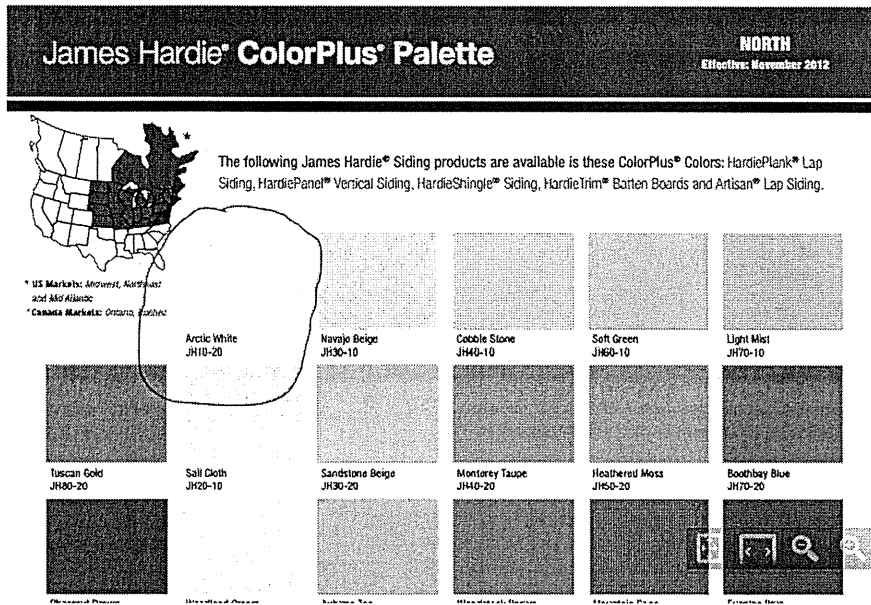 James Hardie® ColorPlus® Palette
NORTH
Effective: November 2012
*
The following James Hardie® Siding products are available is these ColorPlus® Colors: HardiePlank® Lap
Siding, HardiePanel® Vertical Siding, HardieShingle® Siding, HardieTrim® Batten Boards and Artisan® Lap Siding.
* US Markets: Midwest, Northeast
and Mid Atlantic
* Canada Markets: Ontario, Quebec
Arctic White
JH10-20
Navajo Beige
JH30-10
Cobble Stone
JH40-10
Soft Green
JH60-10
Light Mist
JH70-10
Tuscan Gold
JH80-20
Sail Cloth
JH20-10
Sandstone Beige
JH30-20
Monterey Taupe
JH40-20
Heathered Moss
JH50-20
Boothbay Blue
JH70-20